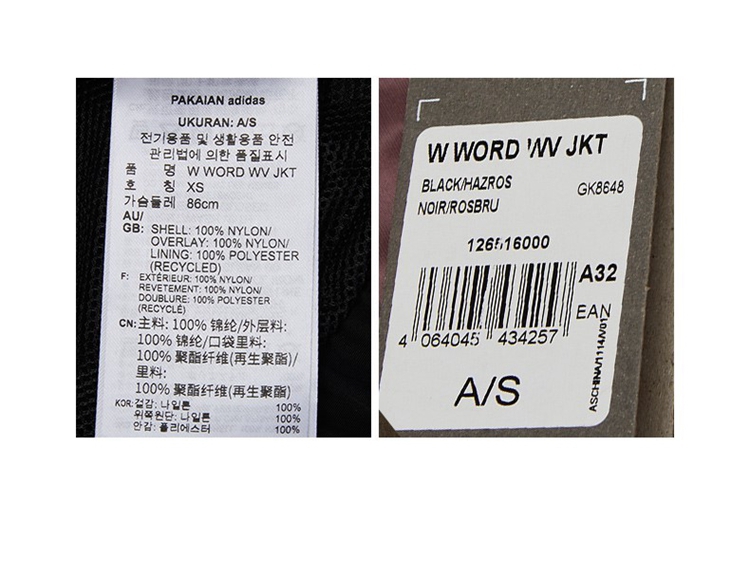 PAKAIAN adidas
UKURAN: A/S
전기용품 및 생활용품 안전
관리법에 의한 품질표시
품 명 W WORD WV JKT
호 칭 XS
가슴둘레 86cm
AU/
GB: SHELL: 100% NYLON/
OVERLAY: 100% NYLON/
LINING: 100% POLYESTER
(RECYCLED)
F: EXTÉRIEUR: 100% NYLON/
REVETEMENT: 100% NYLON/
DOUBLURE: 100% POLYESTER
(RECYCLÉ)
CN: 主料: 100% 锦纶/外层料:
100% 锦纶/口袋里料:
100% 聚酯纤维(再生聚酯)/
里料:
100% 聚酯纤维(再生聚酯)
KOR: 겉감: 나일론 100%
위쪽원단: 나일론 100%
안감: 폴리에스터 100%
W WORD WV JKT
BLACK/HAZROS GK8648
NOIR/ROSBRU
126516000
A32
EAN
4 064045 434257
A/S